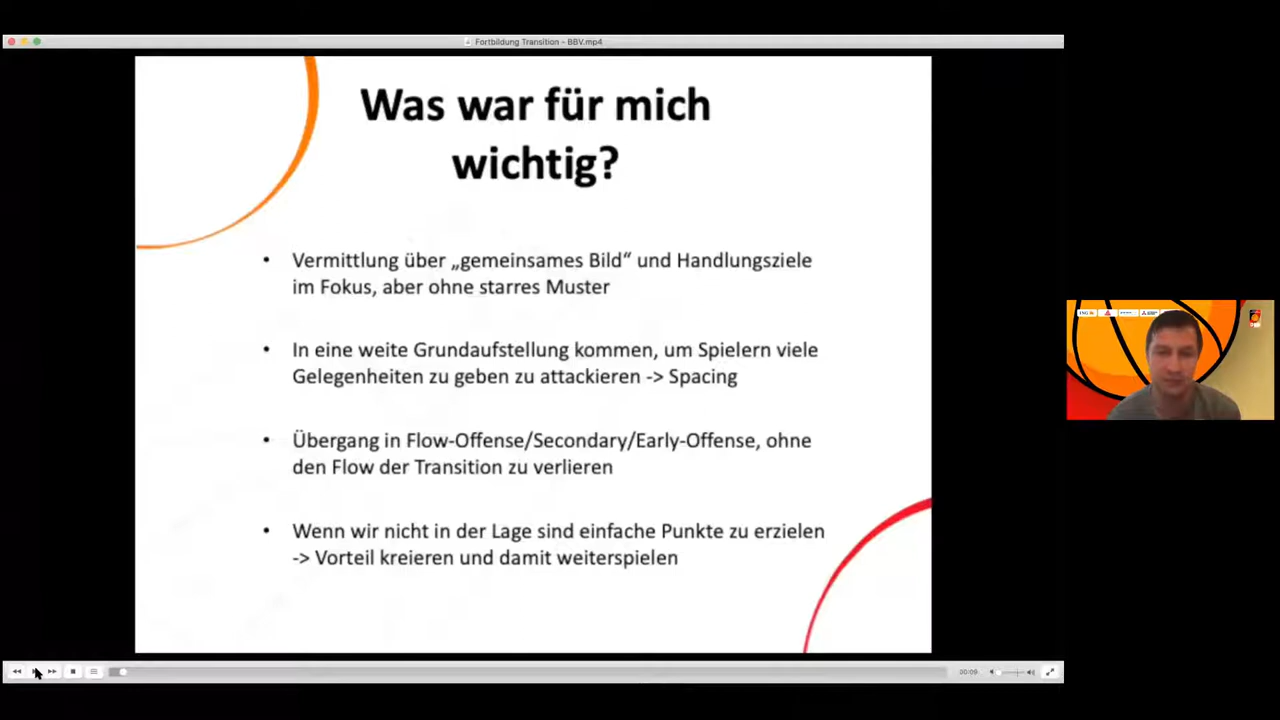 Fortbildung Transition - BBV.mp4
Was war für mich
wichtig?
• Vermittlung über „gemeinsames Bild“ und Handlungsziele
im Fokus, aber ohne starres Muster
• In eine weite Grundaufstellung kommen, um Spielern viele
Gelegenheiten zu geben zu attackieren -> Spacing
• Übergang in Flow-Offense/Secondary/Early-Offense, ohne
den Flow der Transition zu verlieren
• Wenn wir nicht in der Lage sind einfache Punkte zu erzielen
-> Vorteil kreieren und damit weiterspielen
00:09